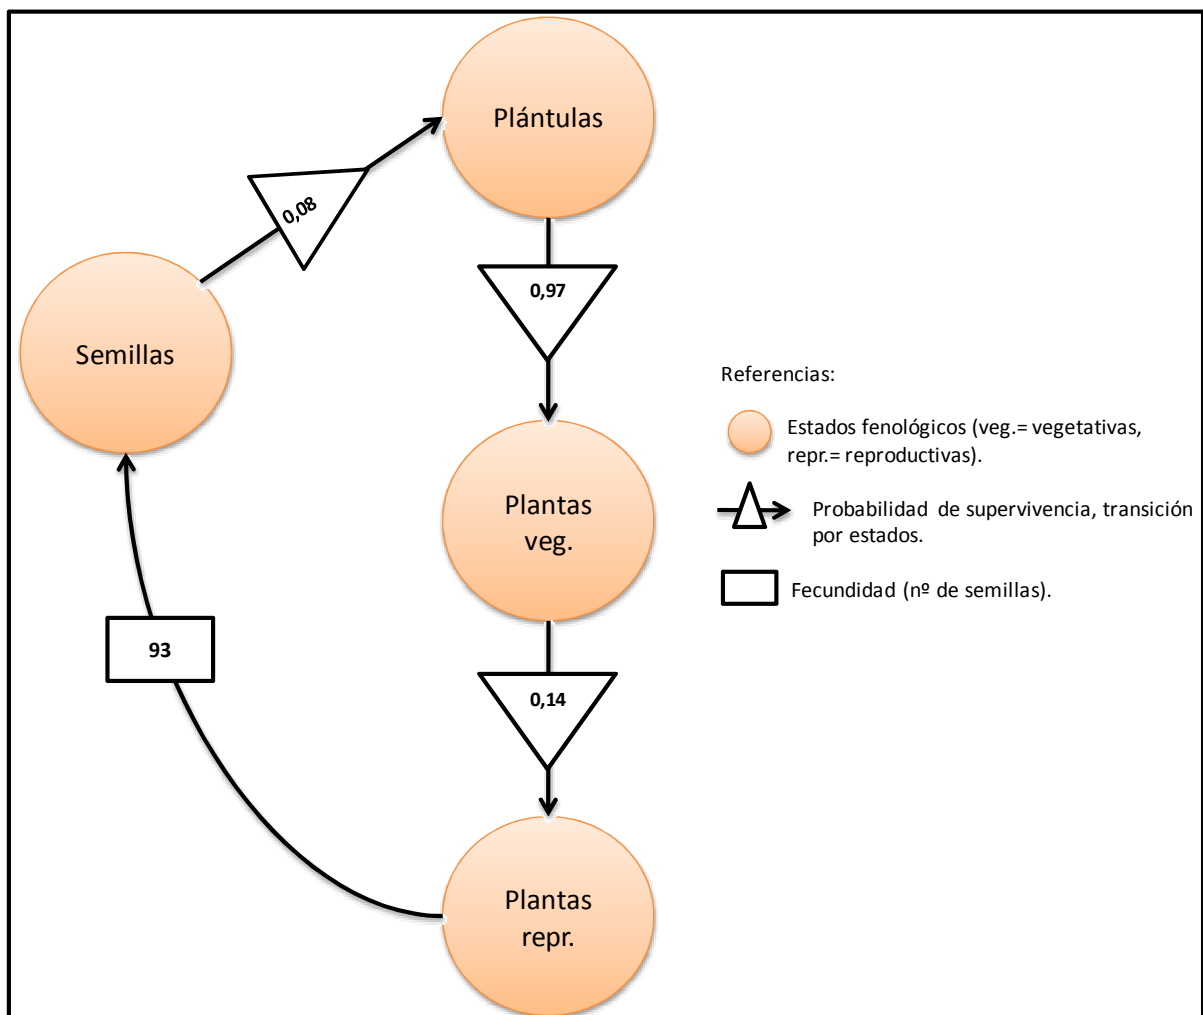 Plántulas
0,08
0,97
Semillas
Referencias:
Estados fenológicos (veg.= vegetativas,
repr.= reproductivas).
Probabilidad de supervivencia, transición
por estados.
Fecundidad (nº de semillas).
Plantas
veg.
93
0,14
Plantas
repr.